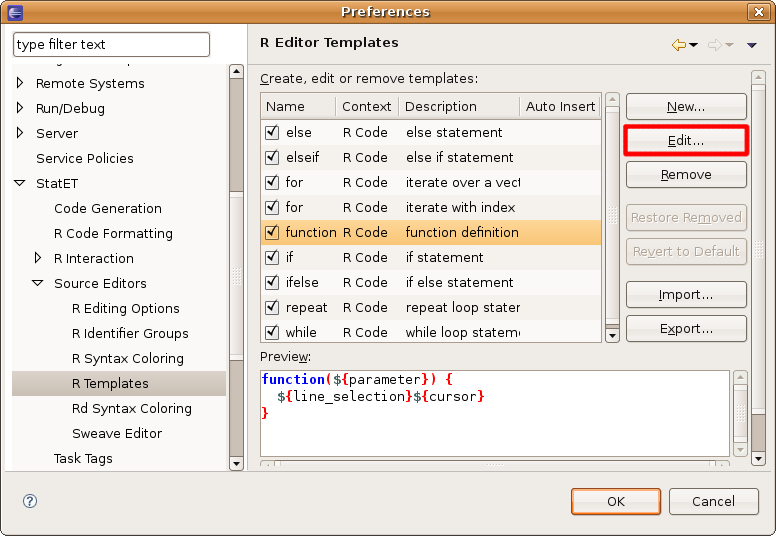 Preferences
type filter text
Remote Systems
Run/Debug
Server
Service Policies
StatET
Code Generation
R Code Formatting
R Interaction
Source Editors
R Editing Options
R Identifier Groups
R Syntax Coloring
R Templates
Rd Syntax Coloring
Sweave Editor
Task Tags
R Editor Templates
Create, edit or remove templates:
Name Context Description Auto Insert
else R Code else statement
elseif R Code else if statement
for R Code iterate over a vect
for R Code iterate with index
function R Code function definition
if R Code if statement
ifelse R Code if else statement
repeat R Code repeat loop stater
while R Code while loop stateme
New...
Edit...
Remove
Restore Removed
Revert to Default
Import...
Export...
Preview:
function(${parameter}) {
${line_selection}${cursor}
}
?
OK Cancel